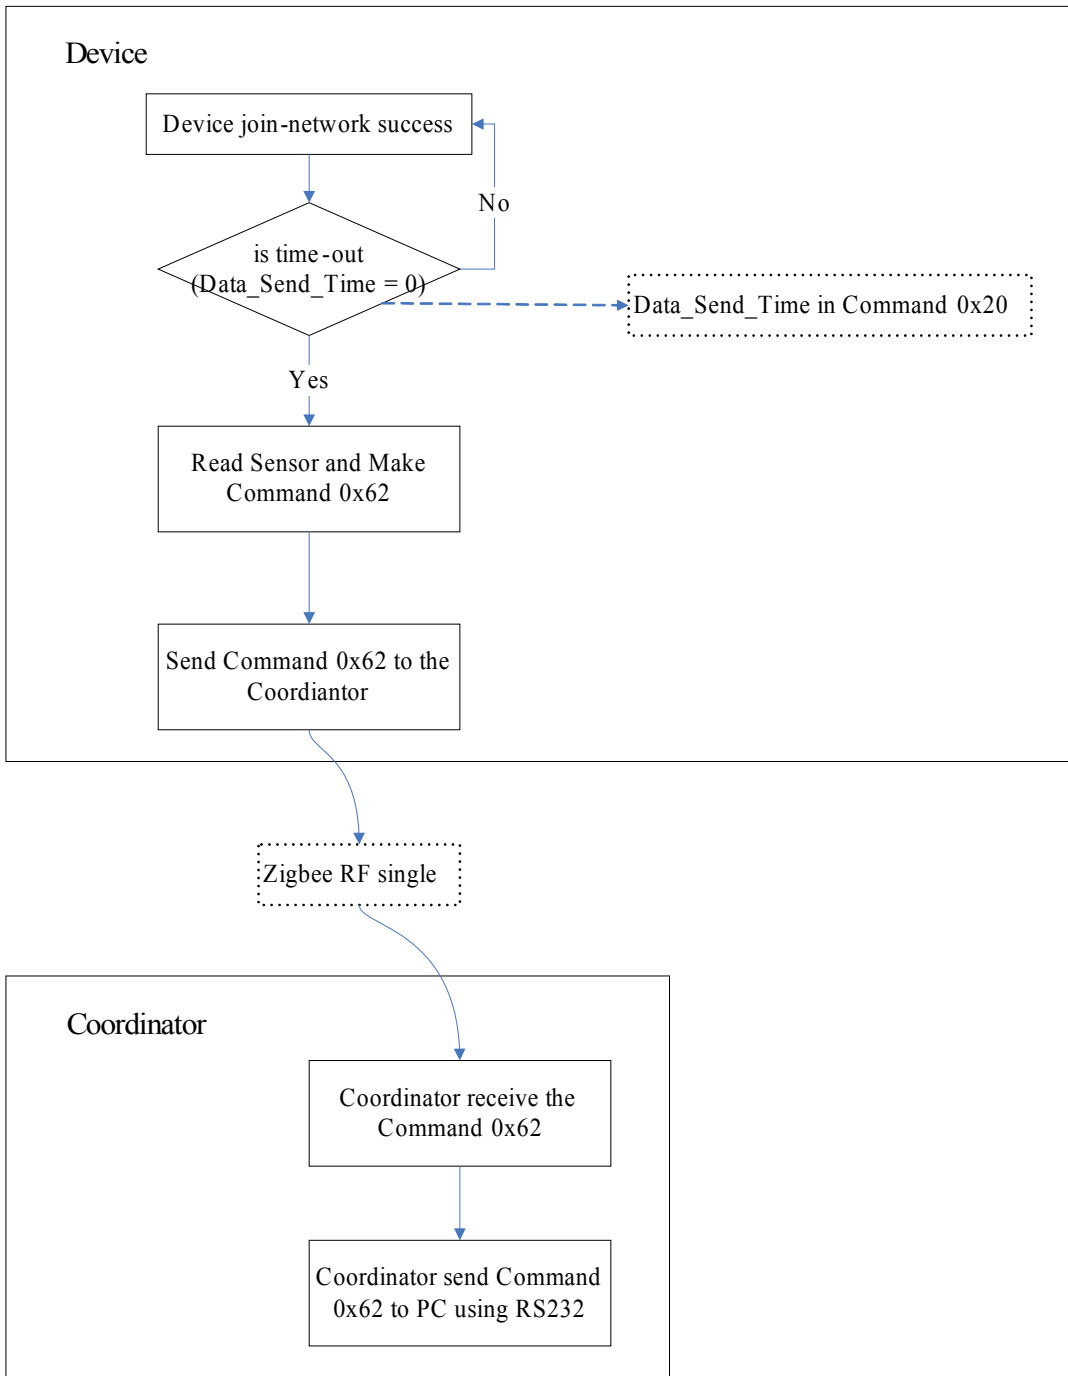 Device
Device join-network success
No
is time-out
(Data_Send_Time = 0)
Data_Send_Time in Command 0x20
Yes
Read Sensor and Make
Command 0x62
Send Command 0x62 to the
Coordiantor
Zigbee RF single
Coordinator
Coordinator receive the
Command 0x62
Coordinator send Command
0x62 to PC using RS232